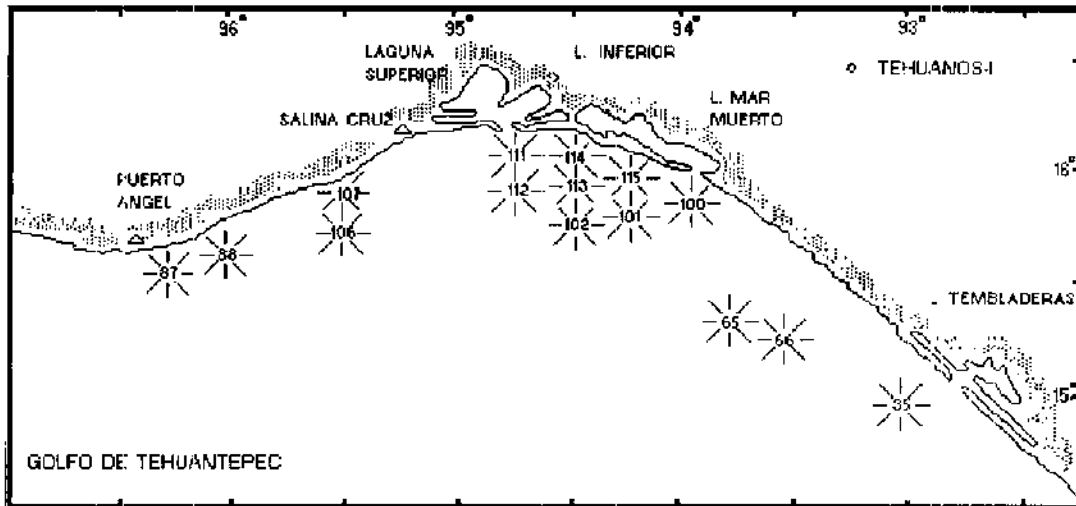 96°
95°
94°
93°
LAGUNA
SUPERIOR
L. INFERIOR
TEHUANOS-I
L. MAR
MUERTO
SALINA CRUZ
111
114
16°
PUERTO
ANGEL
107
112
113
115
100
106
102
101
87
88
TEMBLADERAS
65
66
15°
35
GOLFO DE TEHUANTEPEC